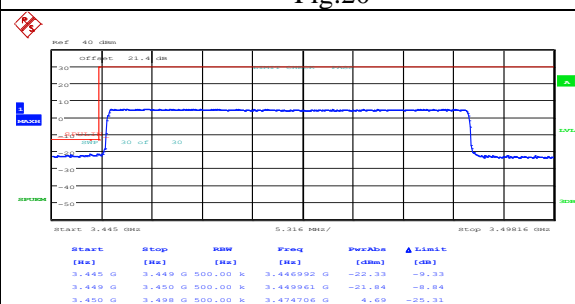 Fig.20
R S
Ref 40 dBm
Offset 21.4 dB
30
20
1
10
A
MAXH
0
-10
LVL
SWP 30 of 30
-20
-30
-40
3DB
-50
Start 3.445 GHz 5.316 MHz/ Stop 3.49816 GHz
Start Stop RBW Freq PwrAbs Δ Limit
[Hz] [Hz] [Hz] [Hz] [dBm] [dB]
3.445 G 3.449 G 500.00 k 3.446992 G -22.33 -9.33
3.449 G 3.450 G 500.00 k 3.449961 G -21.84 -8.84
3.450 G 3.498 G 500.00 k 3.474706 G 4.69 -25.31